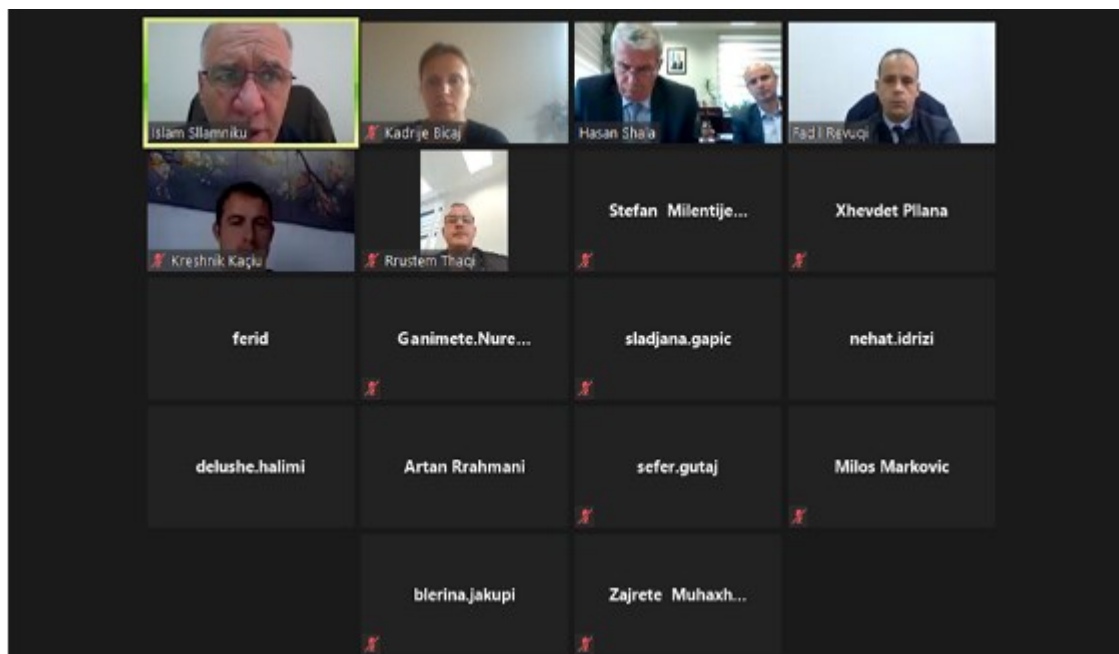 Islam Sllamniku
Kadrije Bicaj
Hasan Shala
Fadil Revuqi
Kreshnik Kaçiu
Rrustem Thaqi
Stefan Milentije...
Xhevdet Pllana
ferid
Ganimete.Nure...
sladjana.gapic
nehat.idrizi
delushe.halimi
Artan Rrahmani
sefer.gutaj
Milos Markovic
blerina.jakupi
Zajrete Muhaxh...